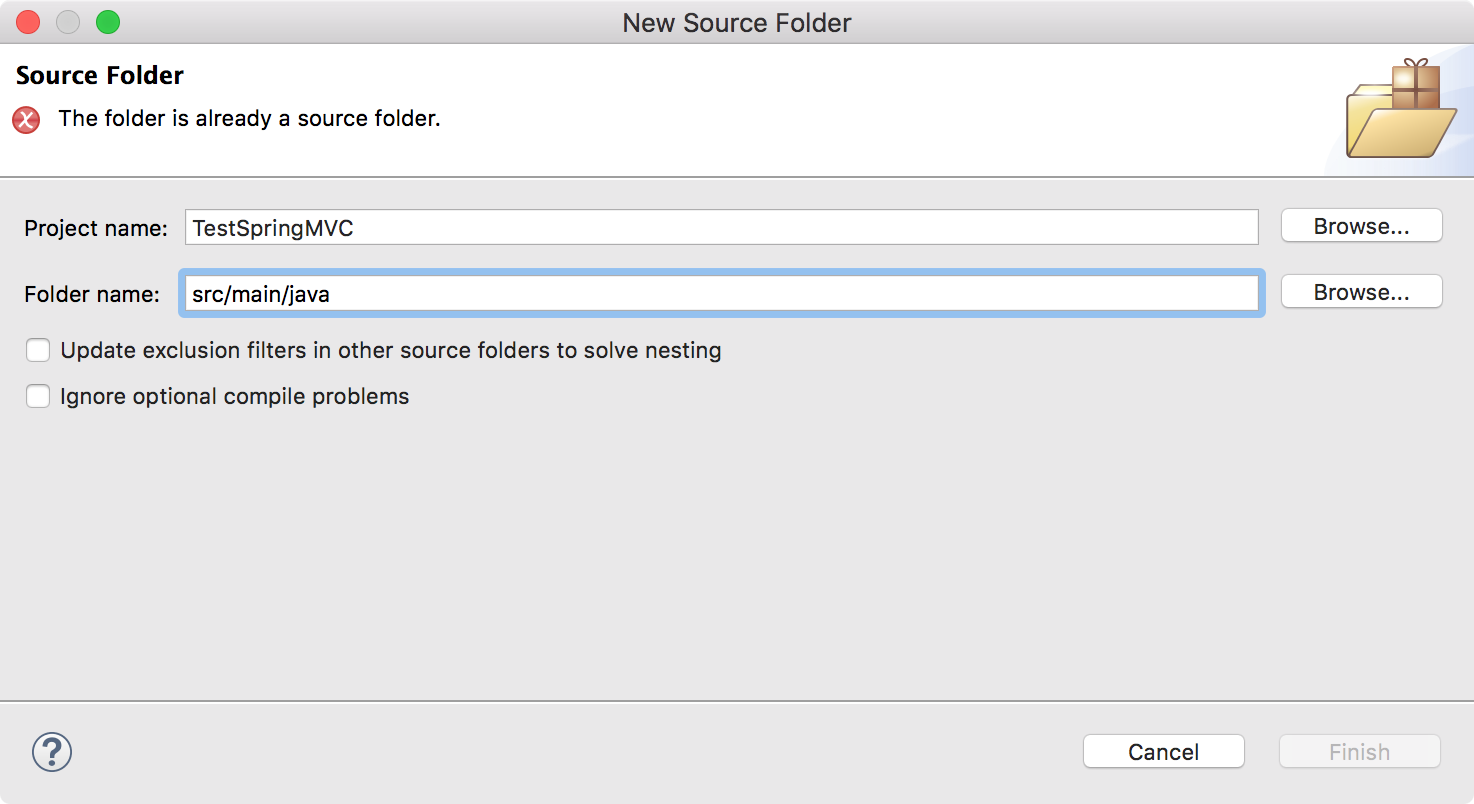 New Source Folder
Source Folder
The folder is already a source folder.
Project name: TestSpringMVC Browse...
Folder name: src/main/java Browse...
Update exclusion filters in other source folders to solve nesting
Ignore optional compile problems
? Cancel Finish